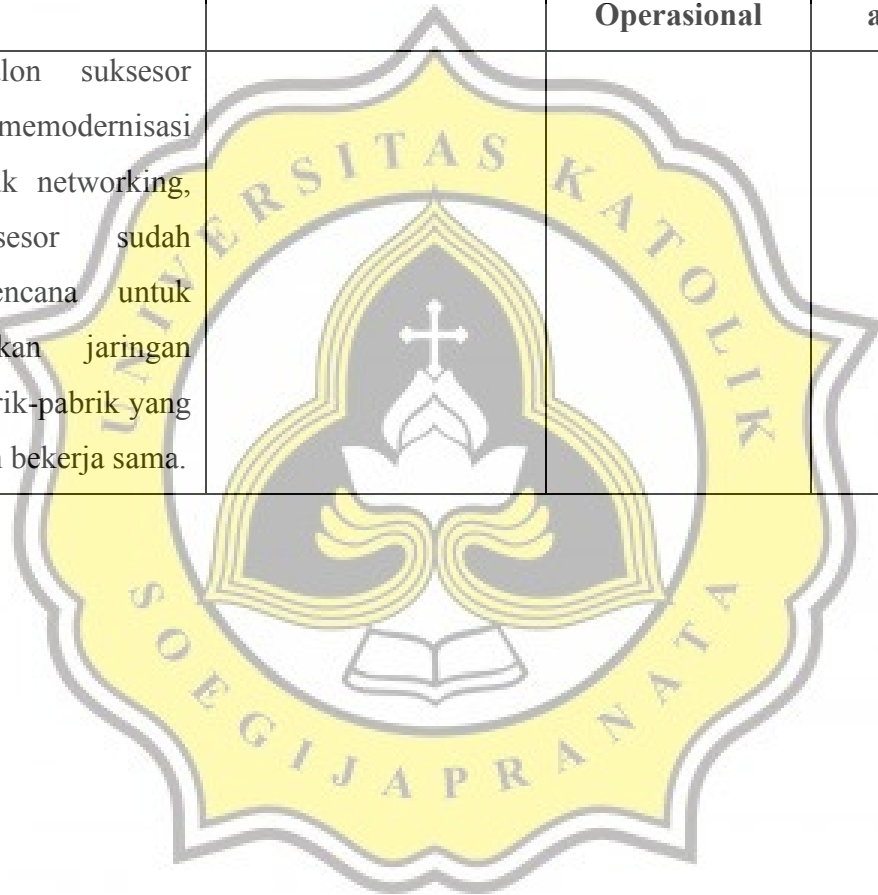 Operasional a
lon suksesor
memodernisasi
k networking,
sesor sudah
encana untuk
kan jaringan
rik-pabrik yang
bekerja sama.
UNIVERSITAS KATOLIK
SOEGIJAPRANATA